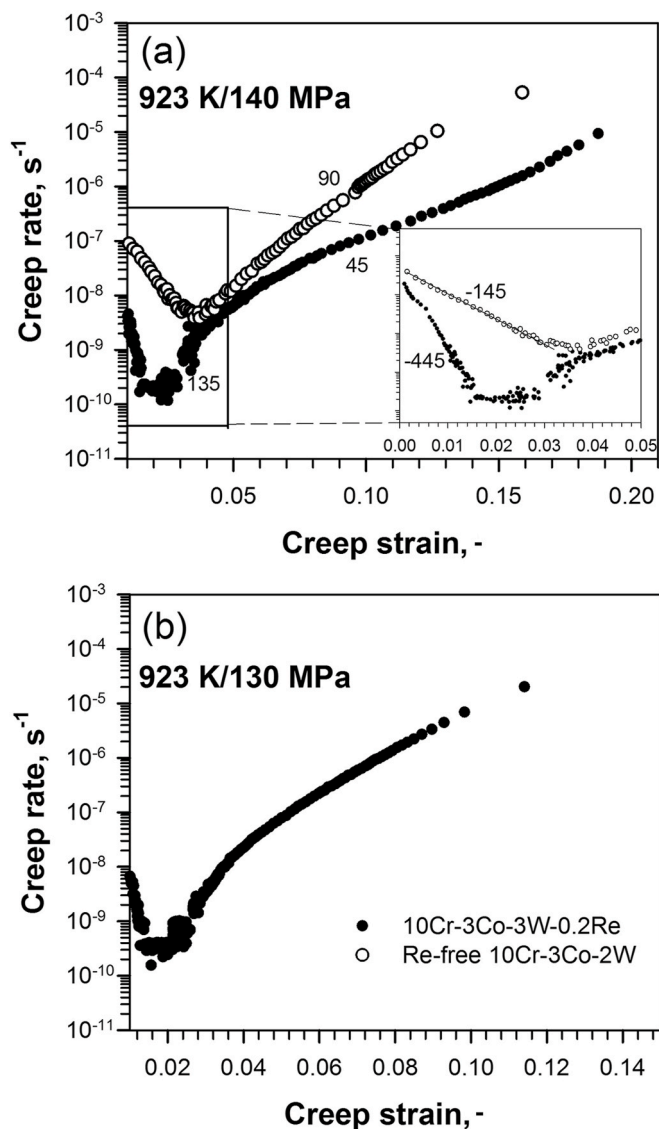 (a)
923 K/140 MPa
Creep rate, s⁻¹
10⁻³
10⁻⁴
10⁻⁵
10⁻⁶
10⁻⁷
10⁻⁸
10⁻⁹
10⁻¹⁰
10⁻¹¹
90
45
135
-145
-445
0.00 0.01 0.02 0.03 0.04 0.05
0.05 0.10 0.15 0.20
Creep strain, -
(b)
923 K/130 MPa
Creep rate, s⁻¹
10⁻³
10⁻⁴
10⁻⁵
10⁻⁶
10⁻⁷
10⁻⁸
10⁻⁹
10⁻¹⁰
10⁻¹¹
10Cr-3Co-3W-0.2Re
Re-free 10Cr-3Co-2W
0.02 0.04 0.06 0.08 0.10 0.12 0.14
Creep strain, -